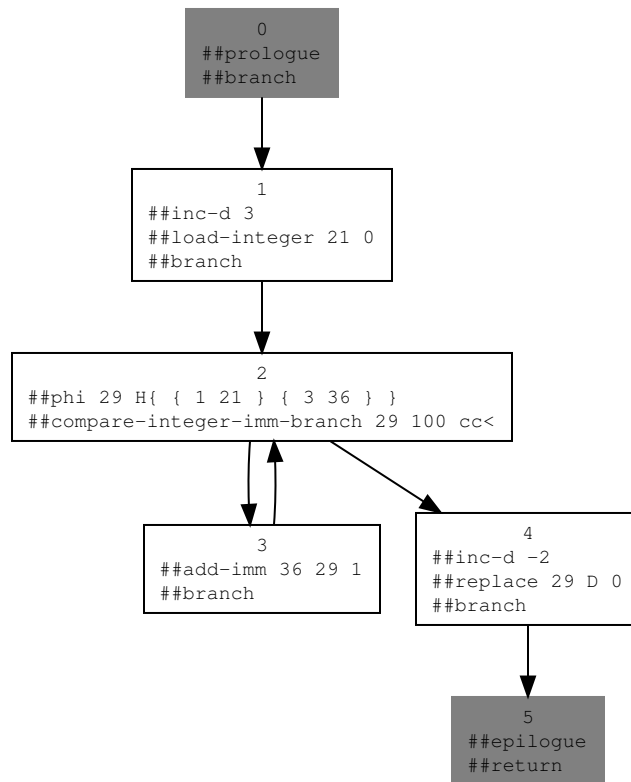 0
##prologue
##branch
1
##inc-d 3
##load-integer 21 0
##branch
2
##phi 29 H{ { 1 21 } { 3 36 } }
##compare-integer-imm-branch 29 100 cc<
3
##add-imm 36 29 1
##branch
4
##inc-d -2
##replace 29 D 0
##branch
5
##epilogue
##return